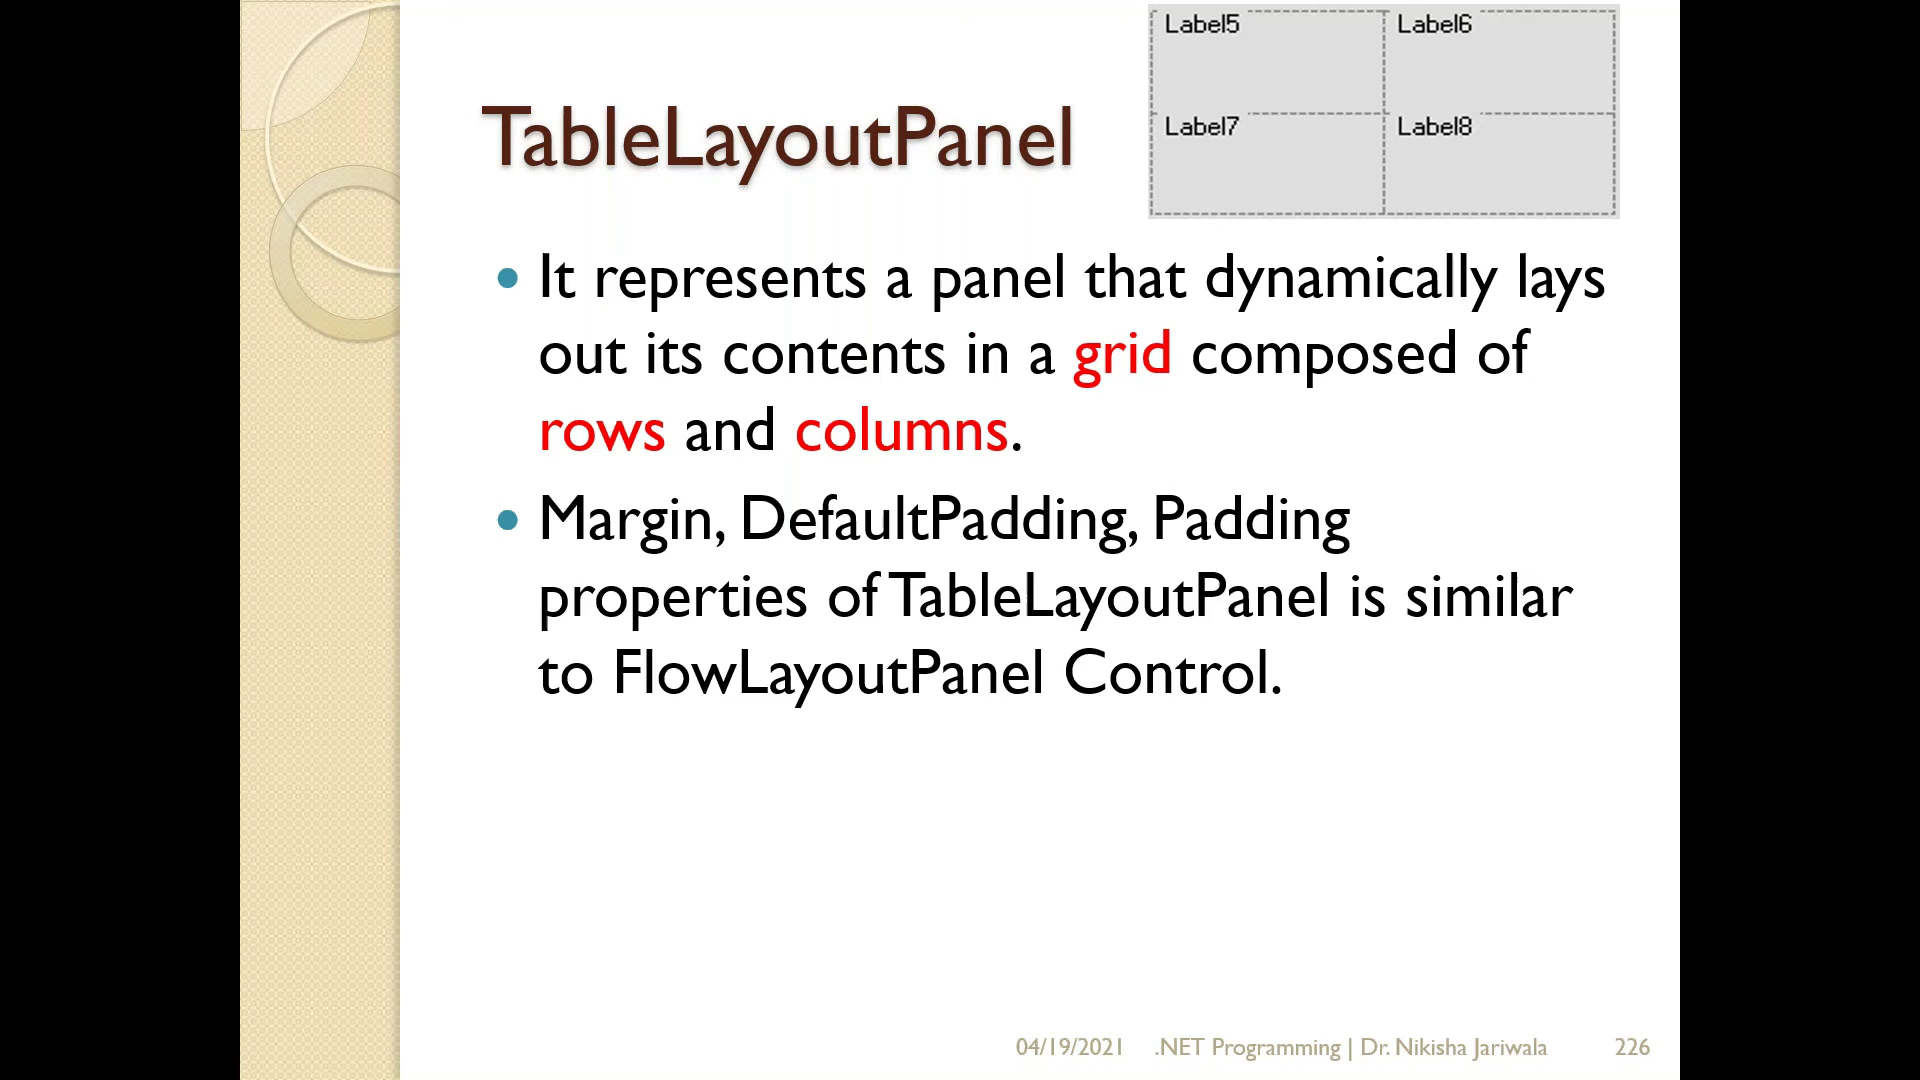 Label5 Label6
Label7 Label8
TableLayoutPanel
• It represents a panel that dynamically lays
out its contents in a grid composed of
rows and columns.
• Margin, DefaultPadding, Padding
properties of TableLayoutPanel is similar
to FlowLayoutPanel Control.
04/19/2021 .NET Programming | Dr. Nikisha Jariwala 226